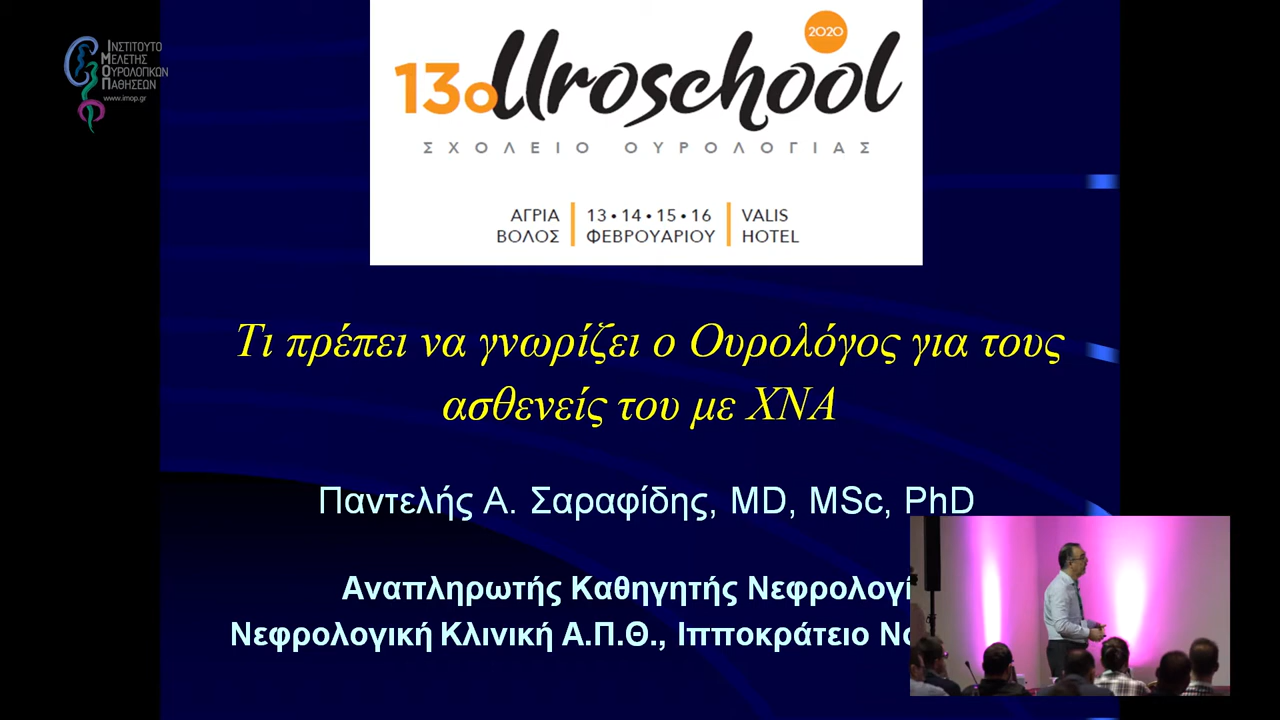 ΙΝΣΤΙΤΟΥΤΟ
ΜΕΛΕΤΗΣ
ΟΥΡΟΛΟΓΙΚΩΝ
ΠΑΘΗΣΕΩΝ
www.imop.gr
2020
13ο Uroschool
ΣΧΟΛΕΙΟ ΟΥΡΟΛΟΓΙΑΣ
ΑΓΡΙΑ
ΒΟΛΟΣ
13 • 14 • 15 • 16
ΦΕΒΡΟΥΑΡΙΟΥ
VALIS
HOTEL
Τι πρέπει να γνωρίζει ο Ουρολόγος για τους
ασθενείς του με ΧΝΑ
Παντελής Α. Σαραφίδης, MD, MSc, PhD
Αναπληρωτής Καθηγητής
Νεφρολογική Κλινική Α.Π.Θ., Ιπποκράτειο